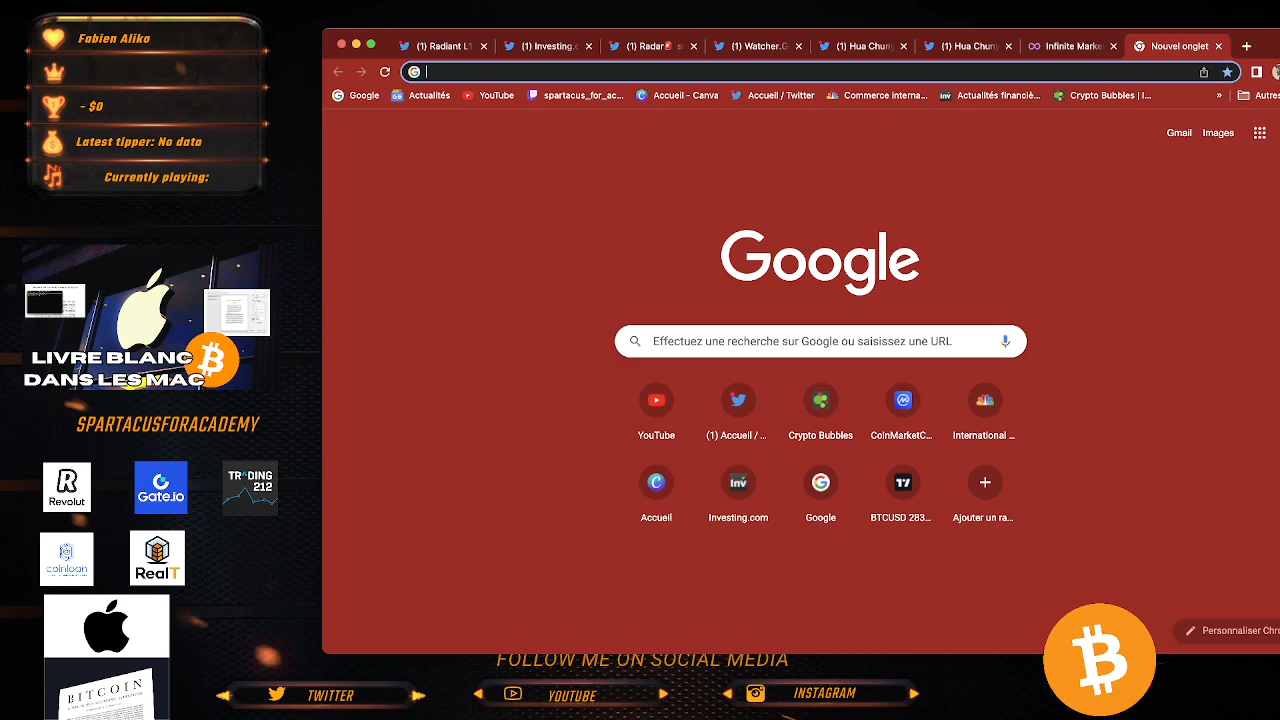 Fabien Aliko
- $0
Latest tipper: No data
Currently playing:
LIVRE BLANC
DANS LES MAC
SPARTACUSFORACADEMY
Revolut
Gate.io
TRADING
212
coinloan
RealT
BITCOIN
(1) Radiant L1
(1) Investing.c
(1) Radar
(1) Watcher.G
(1) Hua Chuny
(1) Hua Chuny
Infinite Marke
Nouvel onglet
Google
Actualités
YouTube
spartacus_for_ac...
Accueil - Canva
Accueil / Twitter
Commerce interna...
Actualités financiè...
Crypto Bubbles | I...
»
Autres
Gmail
Images
Google
Effectuez une recherche sur Google ou saisissez une URL
YouTube
(1) Accueil / ...
Crypto Bubbles
CoinMarketC...
International ...
Accueil
Investing.com
Google
BTCUSD 283...
Ajouter un ra...
Personnaliser Chro
FOLLOW ME ON SOCIAL MEDIA
TWITTER
YOUTUBE
INSTAGRAM